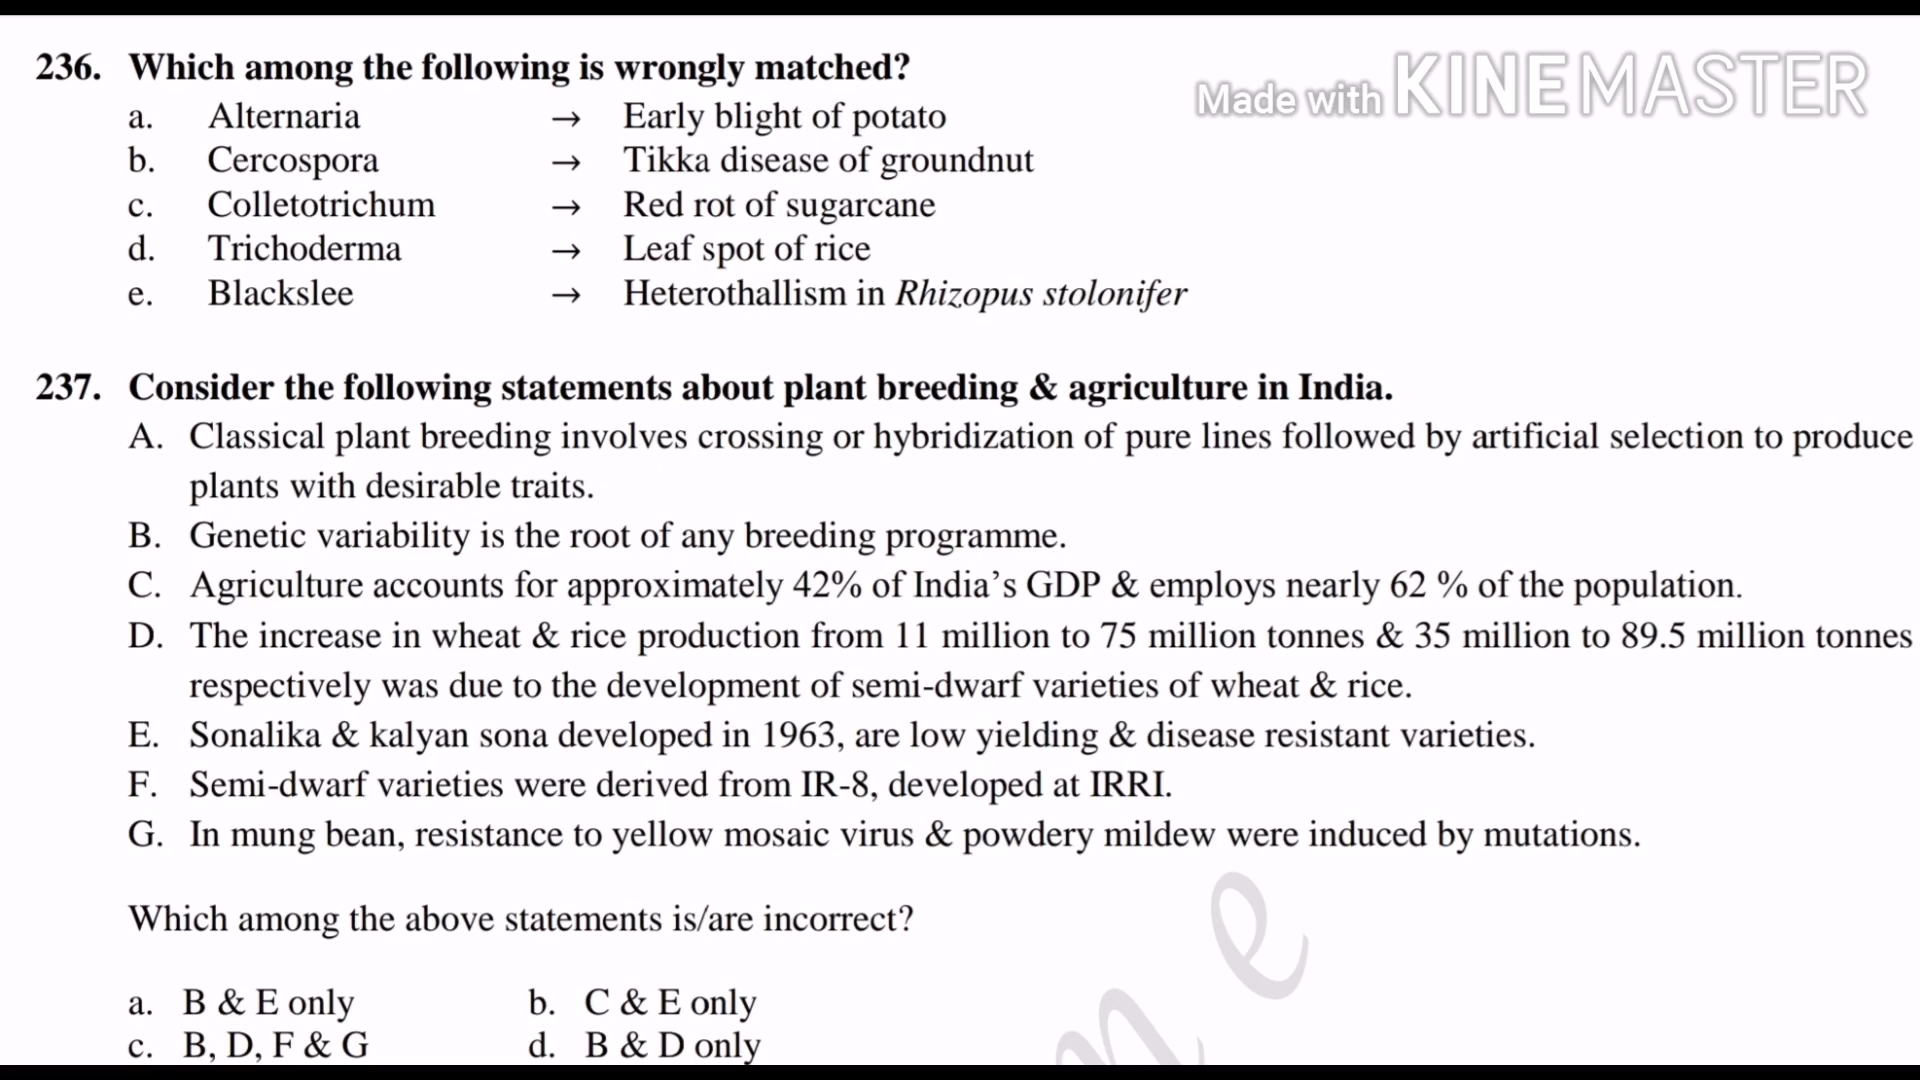 Made with KINEMASTER
236. Which among the following is wrongly matched?
a. Alternaria → Early blight of potato
b. Cercospora → Tikka disease of groundnut
c. Colletotrichum → Red rot of sugarcane
d. Trichoderma → Leaf spot of rice
e. Blackslee → Heterothallism in Rhizopus stolonifer
237. Consider the following statements about plant breeding & agriculture in India.
A. Classical plant breeding involves crossing or hybridization of pure lines followed by artificial selection to produce
plants with desirable traits.
B. Genetic variability is the root of any breeding programme.
C. Agriculture accounts for approximately 42% of India’s GDP & employs nearly 62 % of the population.
D. The increase in wheat & rice production from 11 million to 75 million tonnes & 35 million to 89.5 million tonnes
respectively was due to the development of semi-dwarf varieties of wheat & rice.
E. Sonalika & kalyan sona developed in 1963, are low yielding & disease resistant varieties.
F. Semi-dwarf varieties were derived from IR-8, developed at IRRI.
G. In mung bean, resistance to yellow mosaic virus & powdery mildew were induced by mutations.
Which among the above statements is/are incorrect?
a. B & E only b. C & E only
c. B, D, F & G d. B & D only